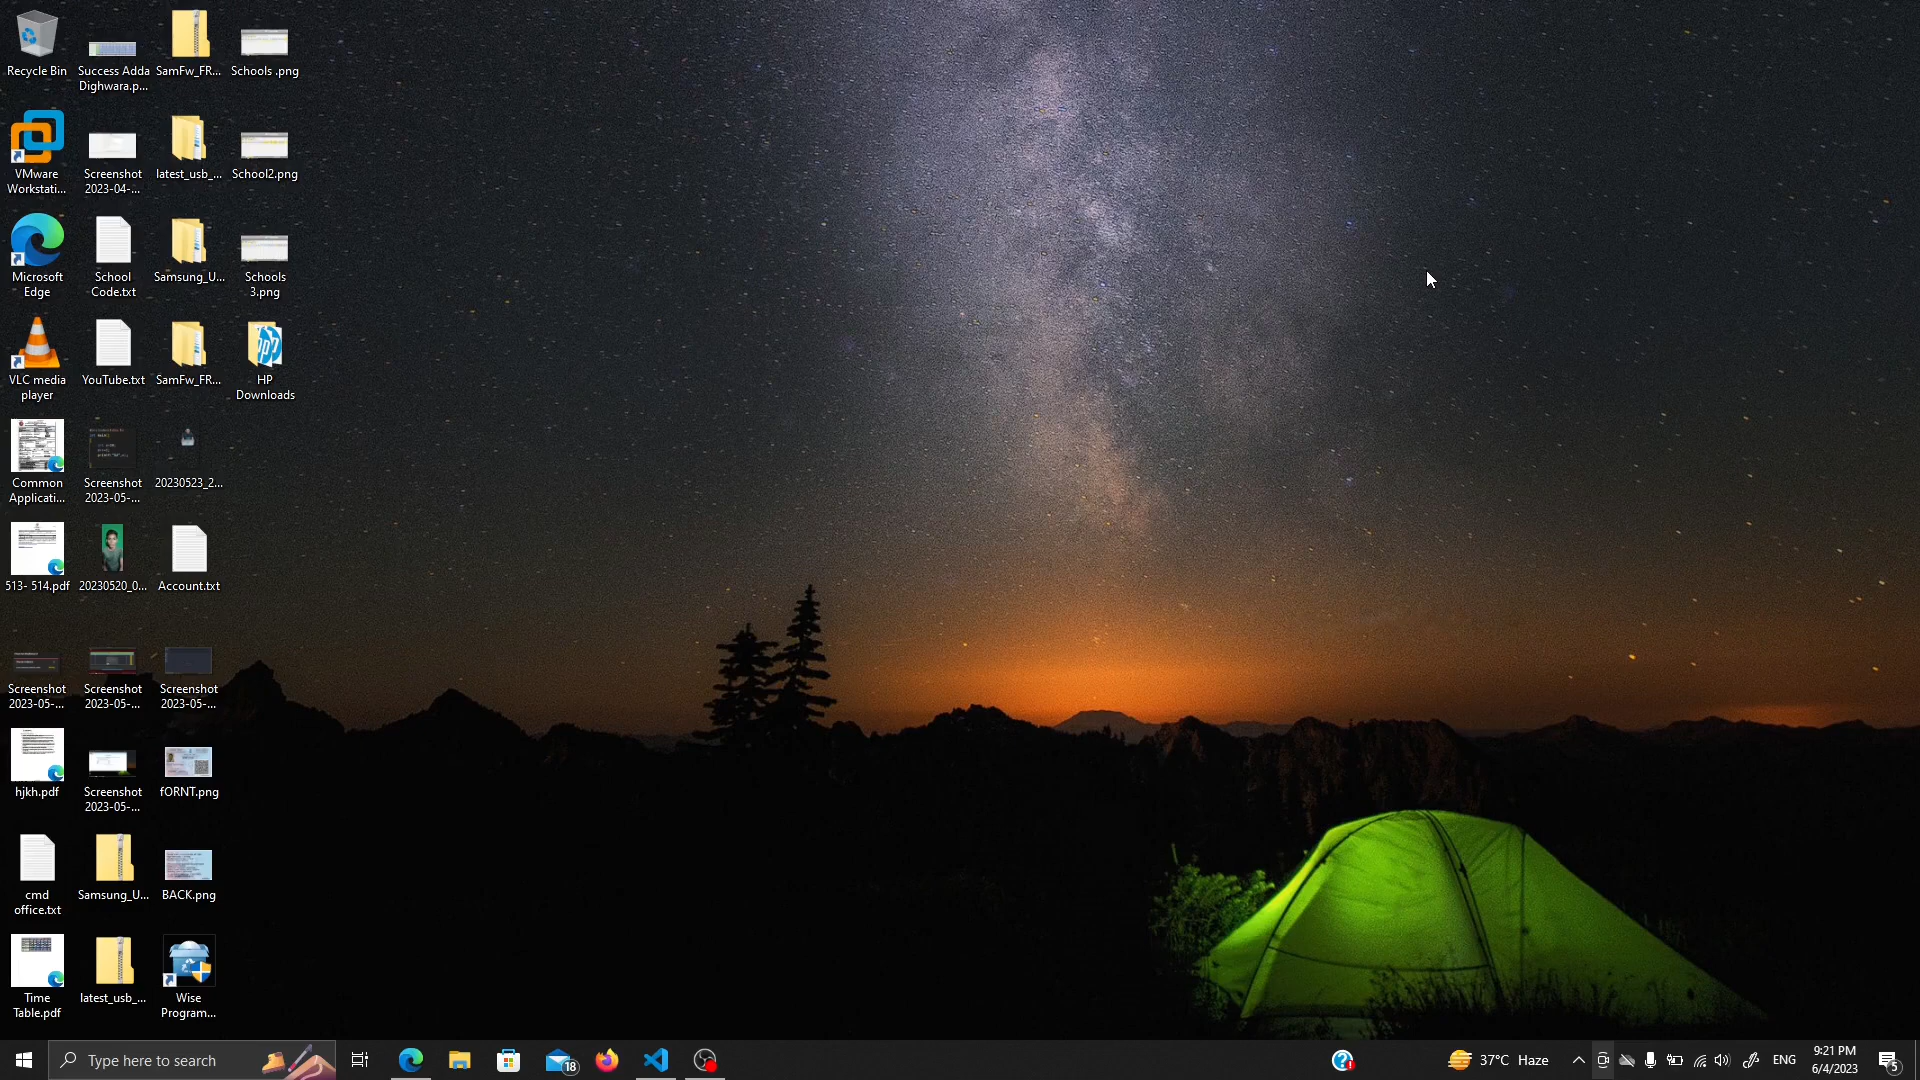 Recycle Bin
Success Adda
Dighwara.p...
SamFw_FR...
Schools .png
VMware
Workstati...
Screenshot
2023-04-...
latest_usb_...
School2.png
Microsoft
Edge
School
Code.txt
Samsung_U...
Schools
3.png
VLC media
player
YouTube.txt
SamFw_FR...
HP
Downloads
Common
Applicati...
Screenshot
2023-05-...
20230523_2...
513- 514.pdf
20230520_0...
Account.txt
Screenshot
2023-05-...
Screenshot
2023-05-...
Screenshot
2023-05-...
hjkh.pdf
Screenshot
2023-05-...
fORNT.png
cmd
office.txt
Samsung_U...
BACK.png
Time
Table.pdf
latest_usb_...
Wise
Program...
Type here to search
18
37°C Haze
ENG
9:21 PM
6/4/2023
5